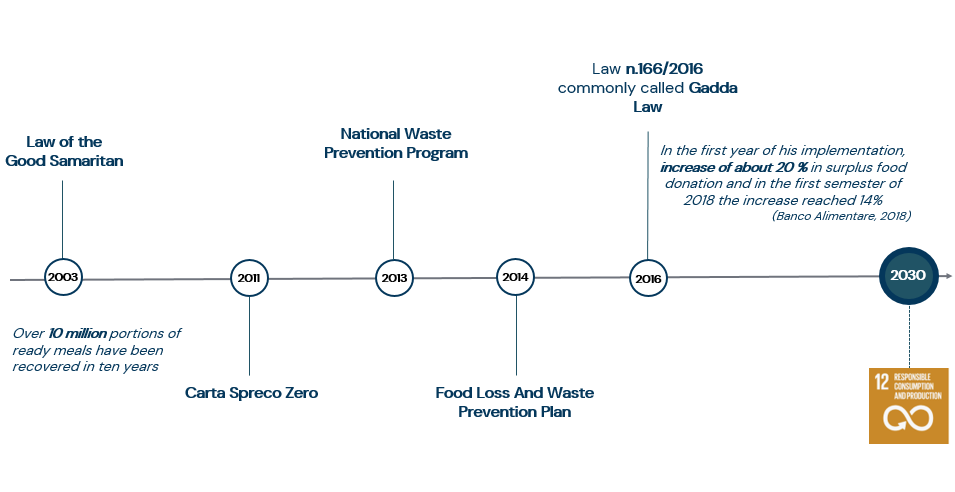 Law n.166/2016
commonly called Gadda
Law
National Waste
Prevention Program
Law of the
Good Samaritan
In the first year of his implementation,
increase of about 20 % in surplus food
donation and in the first semester of
2018 the increase reached 14%
(Banco Alimentare, 2018)
2003
2011
2013
2014
2016
2030
Over 10 million portions of
ready meals have been
recovered in ten years
Carta Spreco Zero
Food Loss And Waste
Prevention Plan
12 RESPONSIBLE
CONSUMPTION
AND PRODUCTION